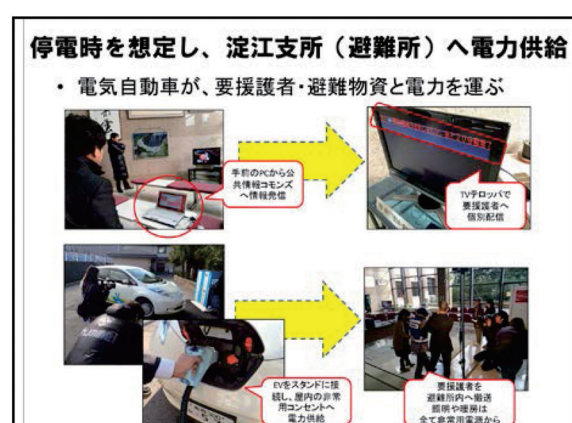 停電時を想定し、淀江支所（避難所）へ電力供給
• 電気自動車が、要援護者・避難物資と電力を運ぶ
手前のPCから公
共情報コモンズ
へ情報発信
TVテロッパで
要援護者へ
個別配信
EVをスタンドに接
続し、屋内の非常
用コンセントへ
電力供給
要援護者を
避難所内へ搬送
照明や暖房は
全て非常用電源から